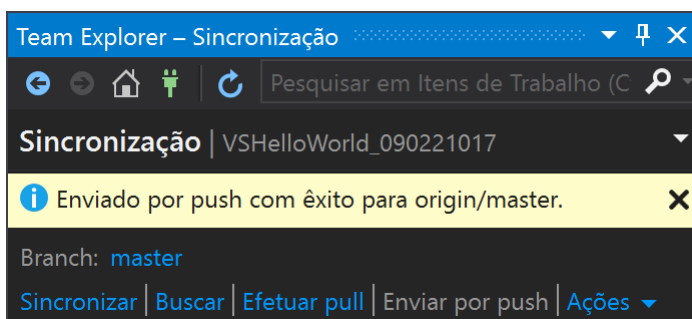 Team Explorer – Sincronização
Pesquisar em Itens de Trabalho (C
Sincronização | VSHelloWorld_090221017
Enviado por push com êxito para origin/master.
Branch: master
Sincronizar | Buscar | Efetuar pull | Enviar por push | Ações